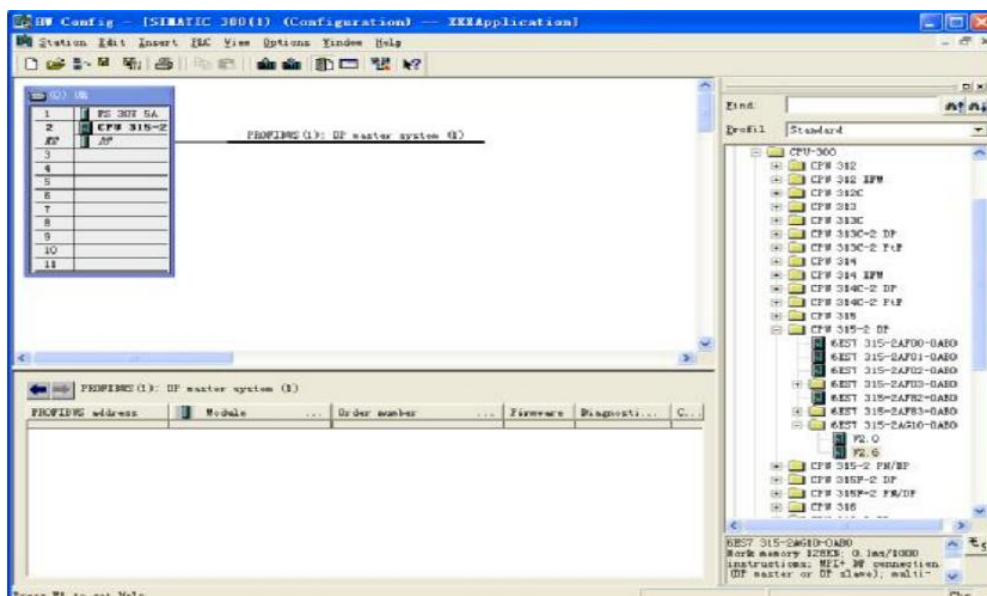 HW Config - [SIMATIC 300(1) (Configuration) -- XXXApplication]
Station Edit Insert PLC View Options Window Help
(0) UR
1 PS 307 5A
2 CPU 315-2
X2 DP
3
4
5
6
7
8
9
10
11
PROFIBUS(1): DP master system (1)
PROFIBUS(1): DP master system (1)
PROFIBUS address Module ... Order number ... Firmware Diagnosti... C...
Find:
Profil Standard
CPU-300
CPU 312
CPU 312 IFM
CPU 312C
CPU 313
CPU 313C
CPU 313C-2 DP
CPU 313C-2 PtP
CPU 314
CPU 314 IFM
CPU 314C-2 DP
CPU 314C-2 PtP
CPU 315
CPU 315-2 DP
6ES7 315-2AF00-0AB0
6ES7 315-2AF01-0AB0
6ES7 315-2AF02-0AB0
6ES7 315-2AF03-0AB0
6ES7 315-2AF82-0AB0
6ES7 315-2AF83-0AB0
6ES7 315-2AG10-0AB0
V2.0
V2.6
CPU 315-2 PN/DP
CPU 315F-2 DP
CPU 315F-2 PN/DP
CPU 316
6ES7 315-2AG10-0AB0
Work memory 128KB; 0.1ms/1000
instructions; MPI+ DP connection
(DP master or DP slave); multi-
Press F1 to get Help.
Chg